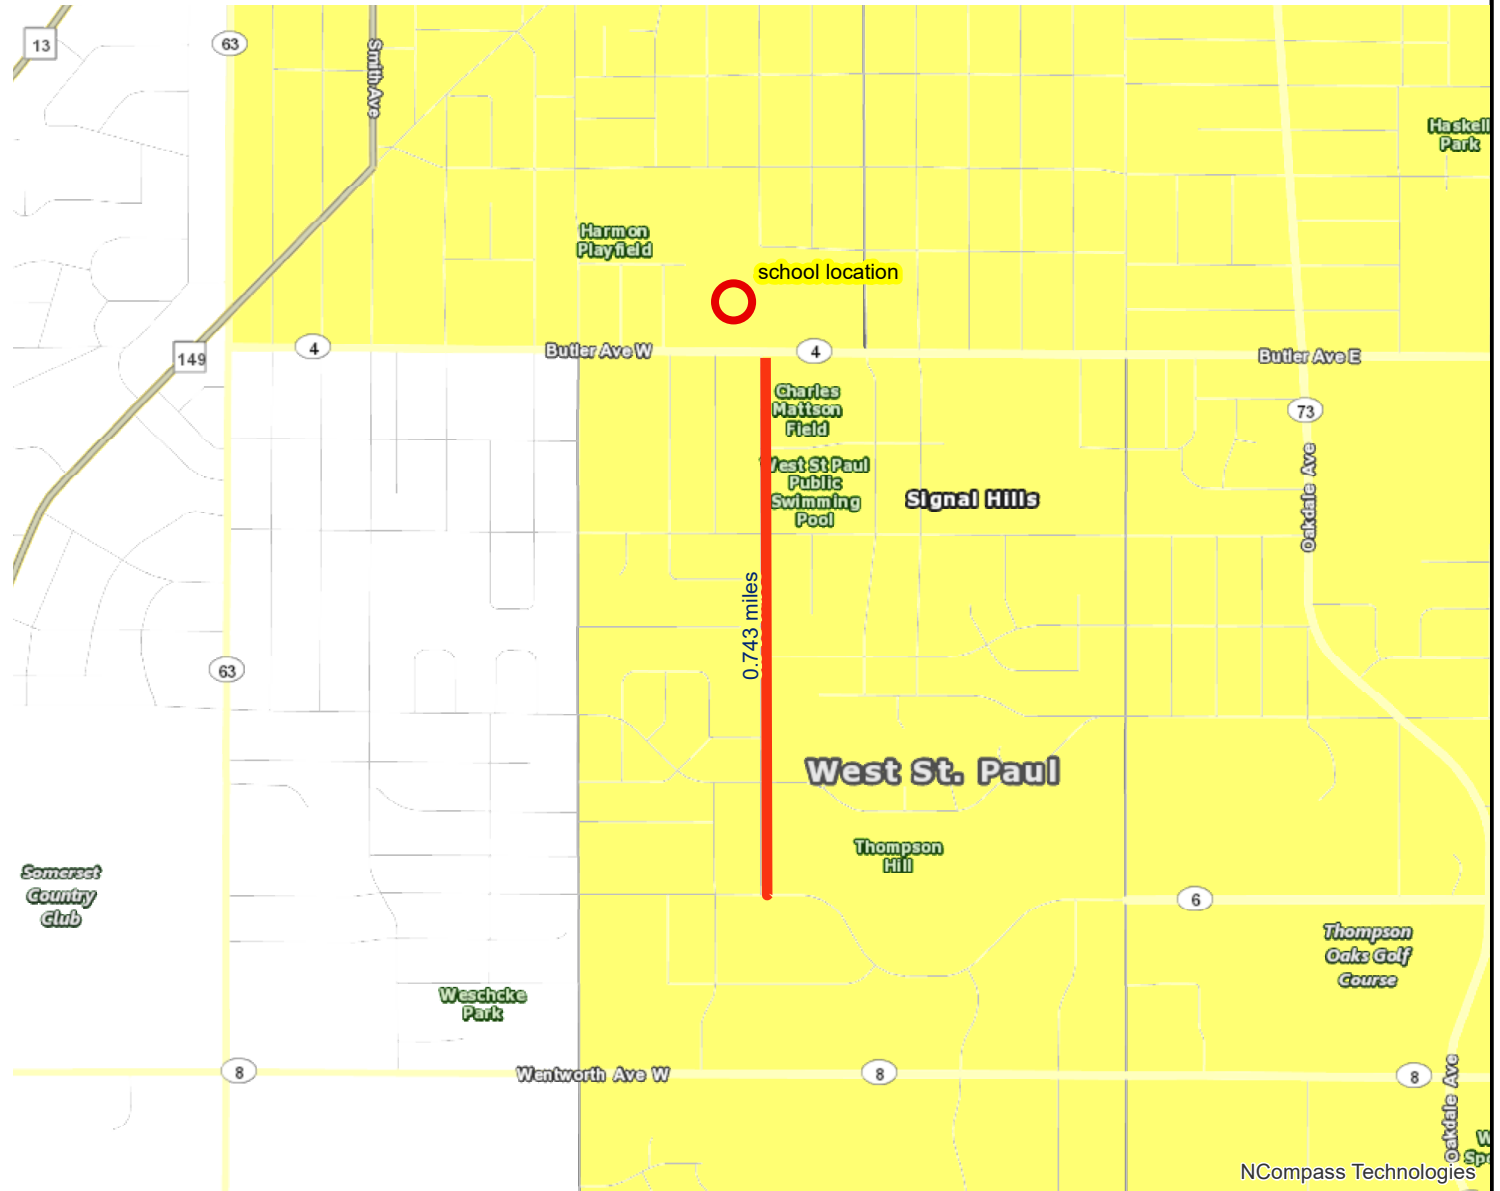 13
63
Smith Ave
Haskell
Park
Harmon
Playfield
school location
149
4
Butler Ave W
4
Butler Ave E
Charles
Mattson
Field
73
West St Paul
Public
Swimming
Pool
Signal Hills
Oakdale Ave
0.743 miles
63
West St. Paul
Thompson
Hill
Somerset
Country
Club
6
Thompson
Oaks Golf
Course
Weschcke
Park
8
Wentworth Ave W
8
8
Oakdale Ave
W
Spo
NCompass Technologies